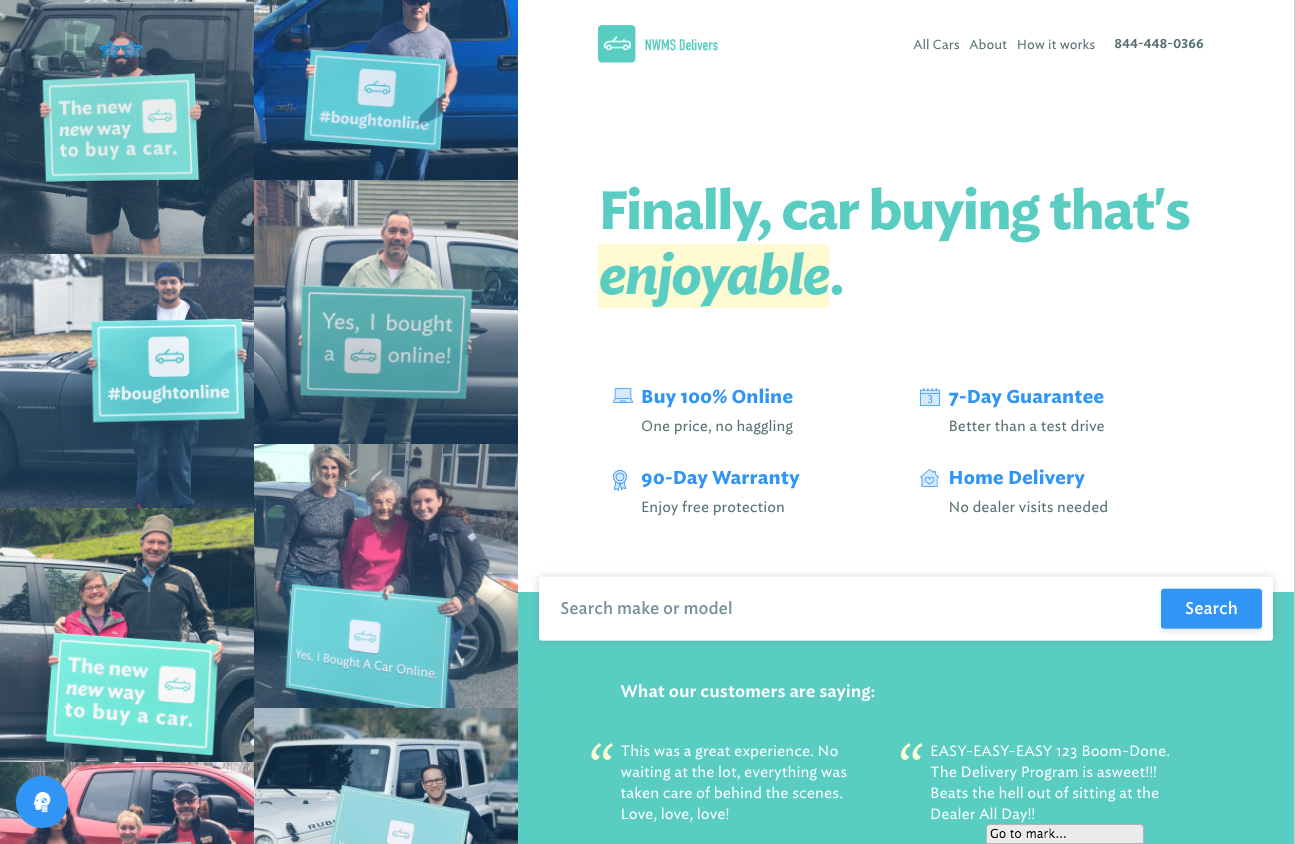 The new
new way
to buy a car.
#boughtonline
#boughtonline
Yes, I bought
a online!
The new
new way
to buy a car.
Yes, I Bought A Car Online.
NWMS Delivers
All Cars About How it works 844-448-0366
Finally, car buying that's
enjoyable.
Buy 100% Online
One price, no haggling
7-Day Guarantee
3
Better than a test drive
90-Day Warranty
Enjoy free protection
Home Delivery
No dealer visits needed
Search make or model
Search
What our customers are saying:
“ This was a great experience. No
waiting at the lot, everything was
taken care of behind the scenes.
Love, love, love!
“ EASY-EASY-EASY 123 Boom-Done.
The Delivery Program is asweet!!!
Beats the hell out of sitting at the
Dealer All Day!!
Go to mark...